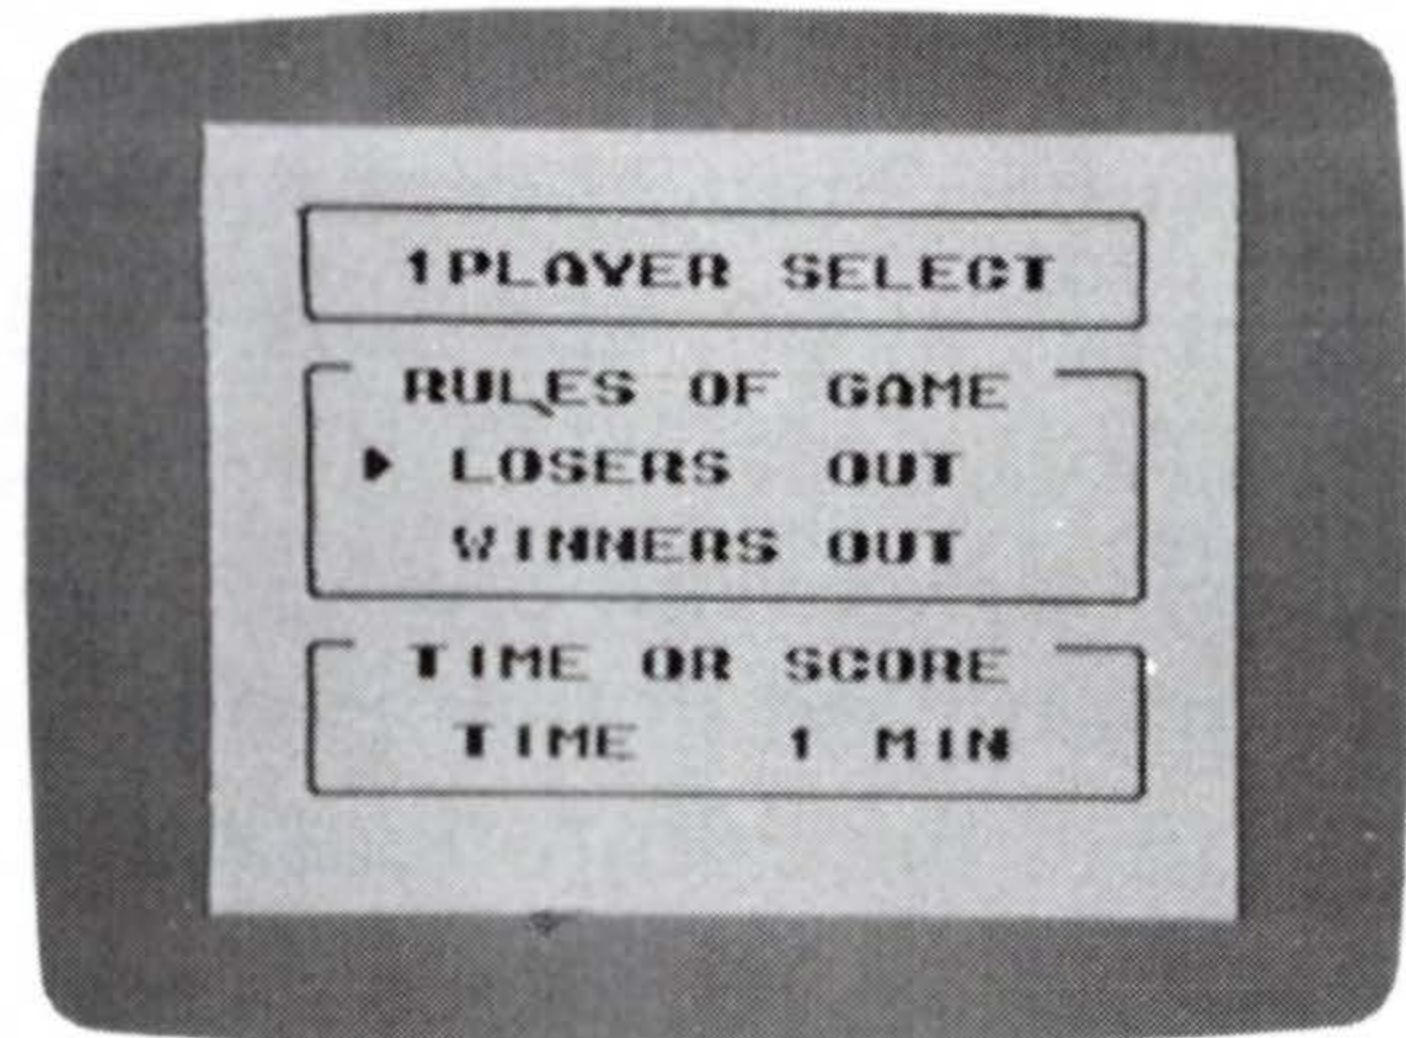 1PLAYER SELECT
RULES OF GAME
LOSERS OUT
WINNERS OUT
TIME OR SCORE
TIME 1 MIN